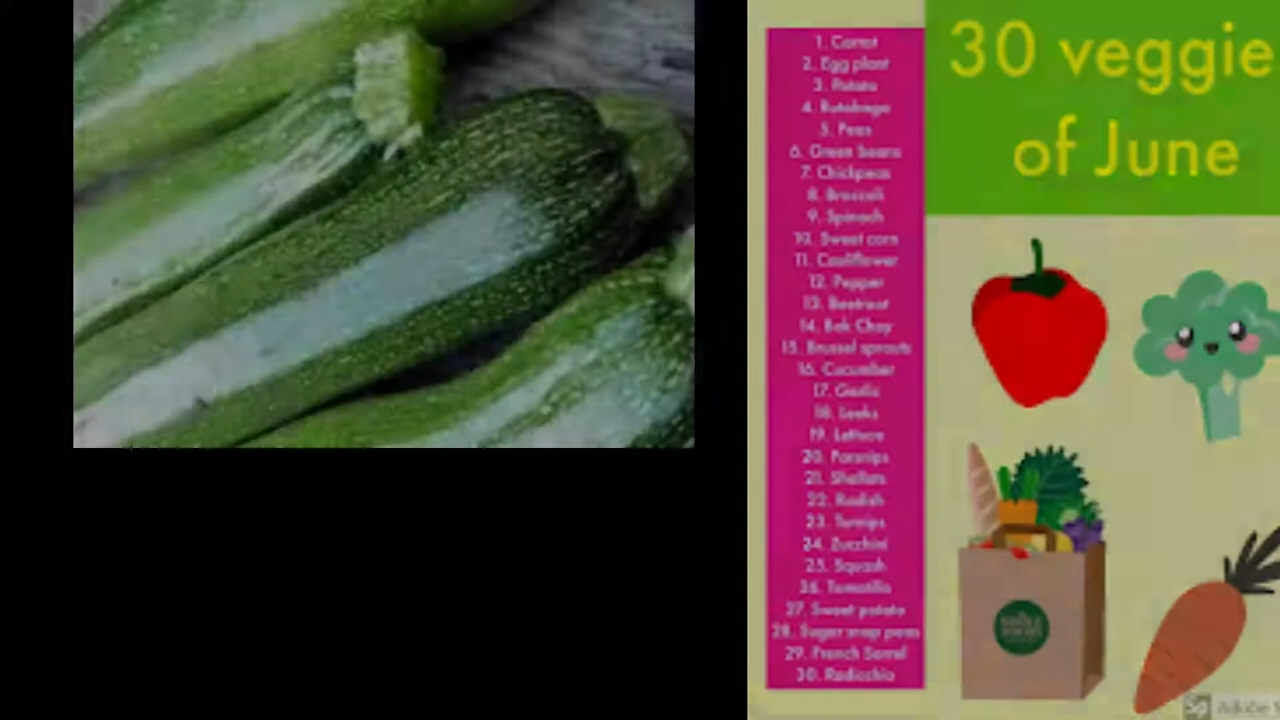 1. Carrot
2. Egg plant
3. Potato
4. Rutabaga
5. Peas
6. Green beans
7. Chickpeas
8. Broccoli
9. Spinach
10. Sweet corn
11. Cauliflower
12. Pepper
13. Beetroot
14. Bok Choy
15. Brussel sprouts
16. Cucumber
17. Garlic
18. Leeks
19. Lettuce
20. Parsnips
21. Shallots
22. Radish
23. Turnips
24. Zucchini
25. Squash
26. Tomatillo
27. Sweet potato
28. Sugar snap peas
29. French Sorrel
30. Radicchio
30 veggie
of June
WHOLE
FOODS
Adobe